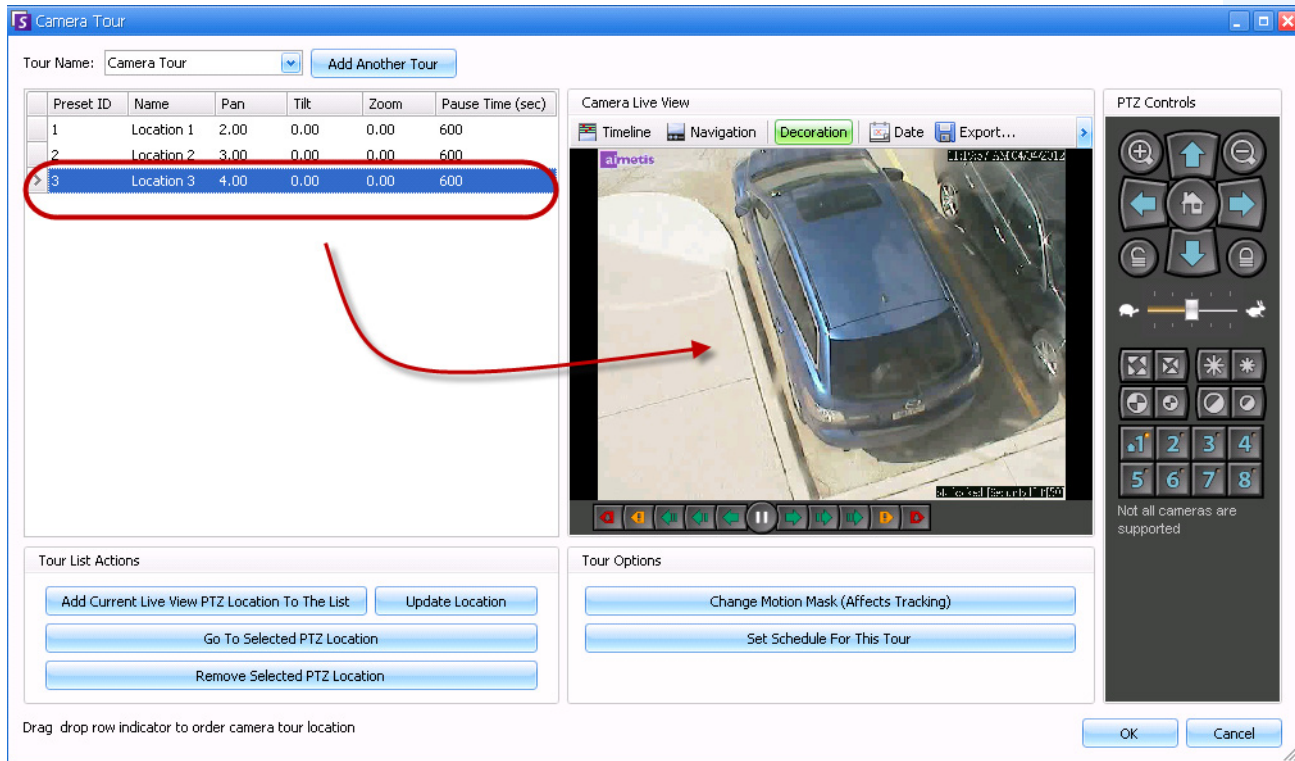 Camera Tour
Tour Name: Camera Tour Add Another Tour
Preset ID Name Pan Tilt Zoom Pause Time (sec)
1 Location 1 2.00 0.00 0.00 600
2 Location 2 3.00 0.00 0.00 600
3 Location 3 4.00 0.00 0.00 600
Camera Live View
Timeline Navigation Decoration Date Export...
aimetis
AM 04/04/2012
PTZ Controls
1 2 3 4
5 6 7 8
Not all cameras are
supported
Tour List Actions
Add Current Live View PTZ Location To The List Update Location
Go To Selected PTZ Location
Remove Selected PTZ Location
Tour Options
Change Motion Mask (Affects Tracking)
Set Schedule For This Tour
Drag drop row indicator to order camera tour location
OK Cancel